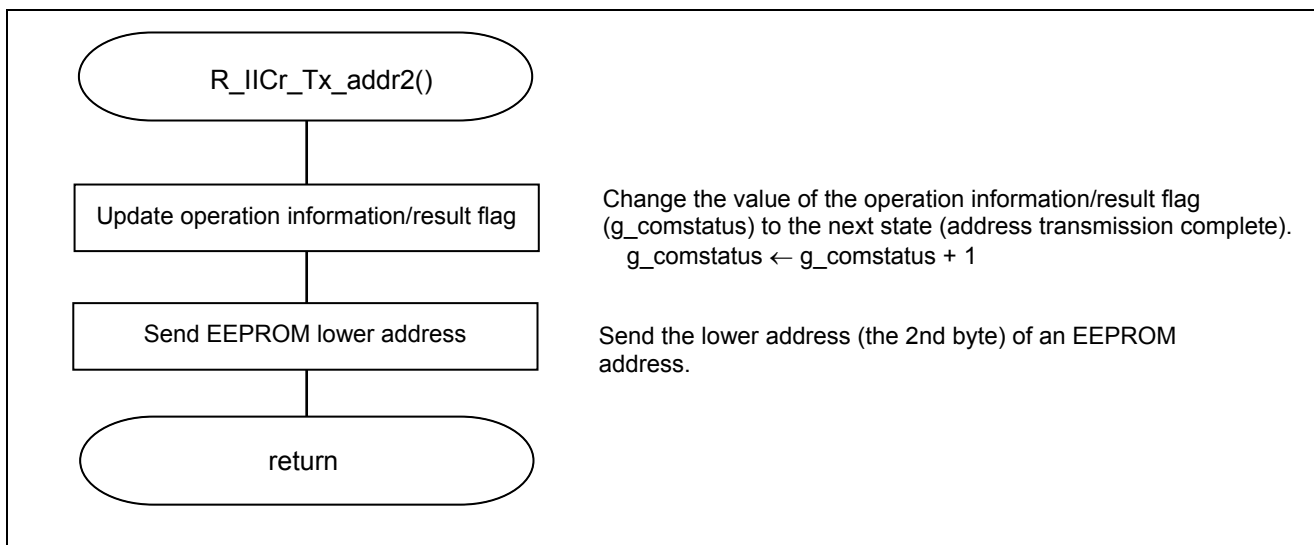 R_IICr_Tx_addr2()
Update operation information/result flag
Change the value of the operation information/result flag
(g_comstatus) to the next state (address transmission complete).
g_comstatus ← g_comstatus + 1
Send EEPROM lower address
Send the lower address (the 2nd byte) of an EEPROM
address.
return